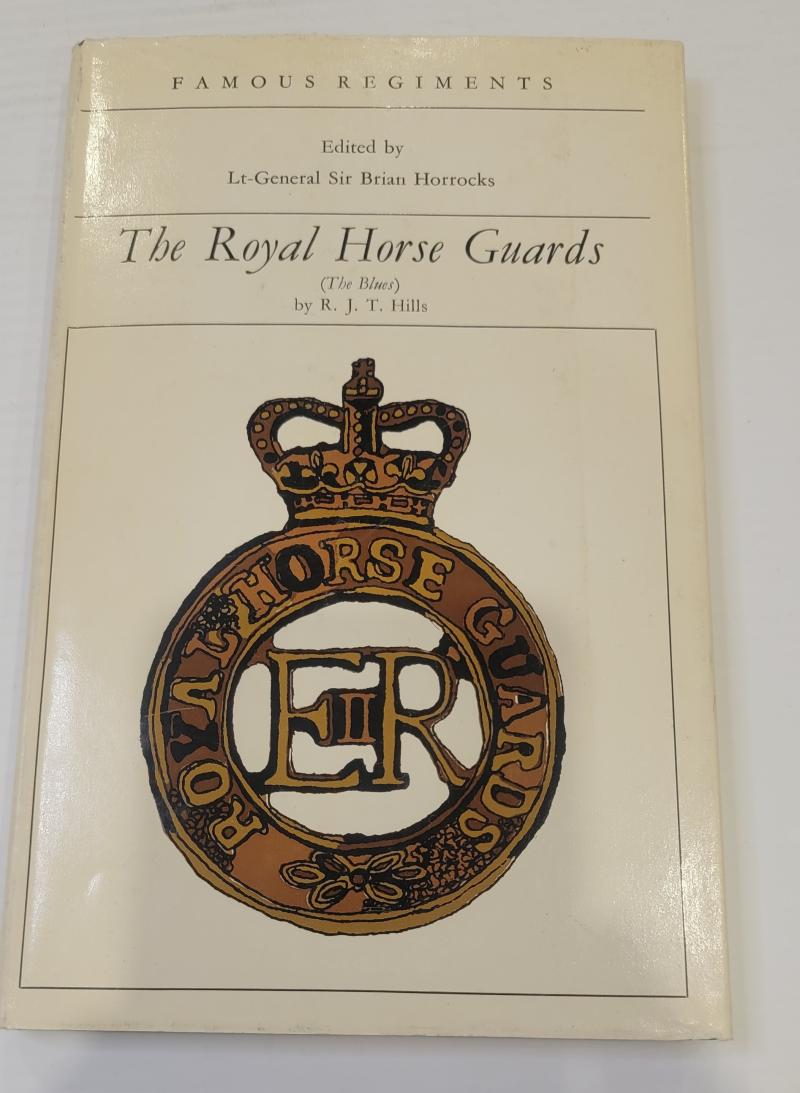 FAMOUS REGIMENTS
Edited by
Lt-General Sir Brian Horrocks
The Royal Horse Guards
(The Blues)
by R. J. T. Hills
ROYAL HORSE GUARDS
EIIR